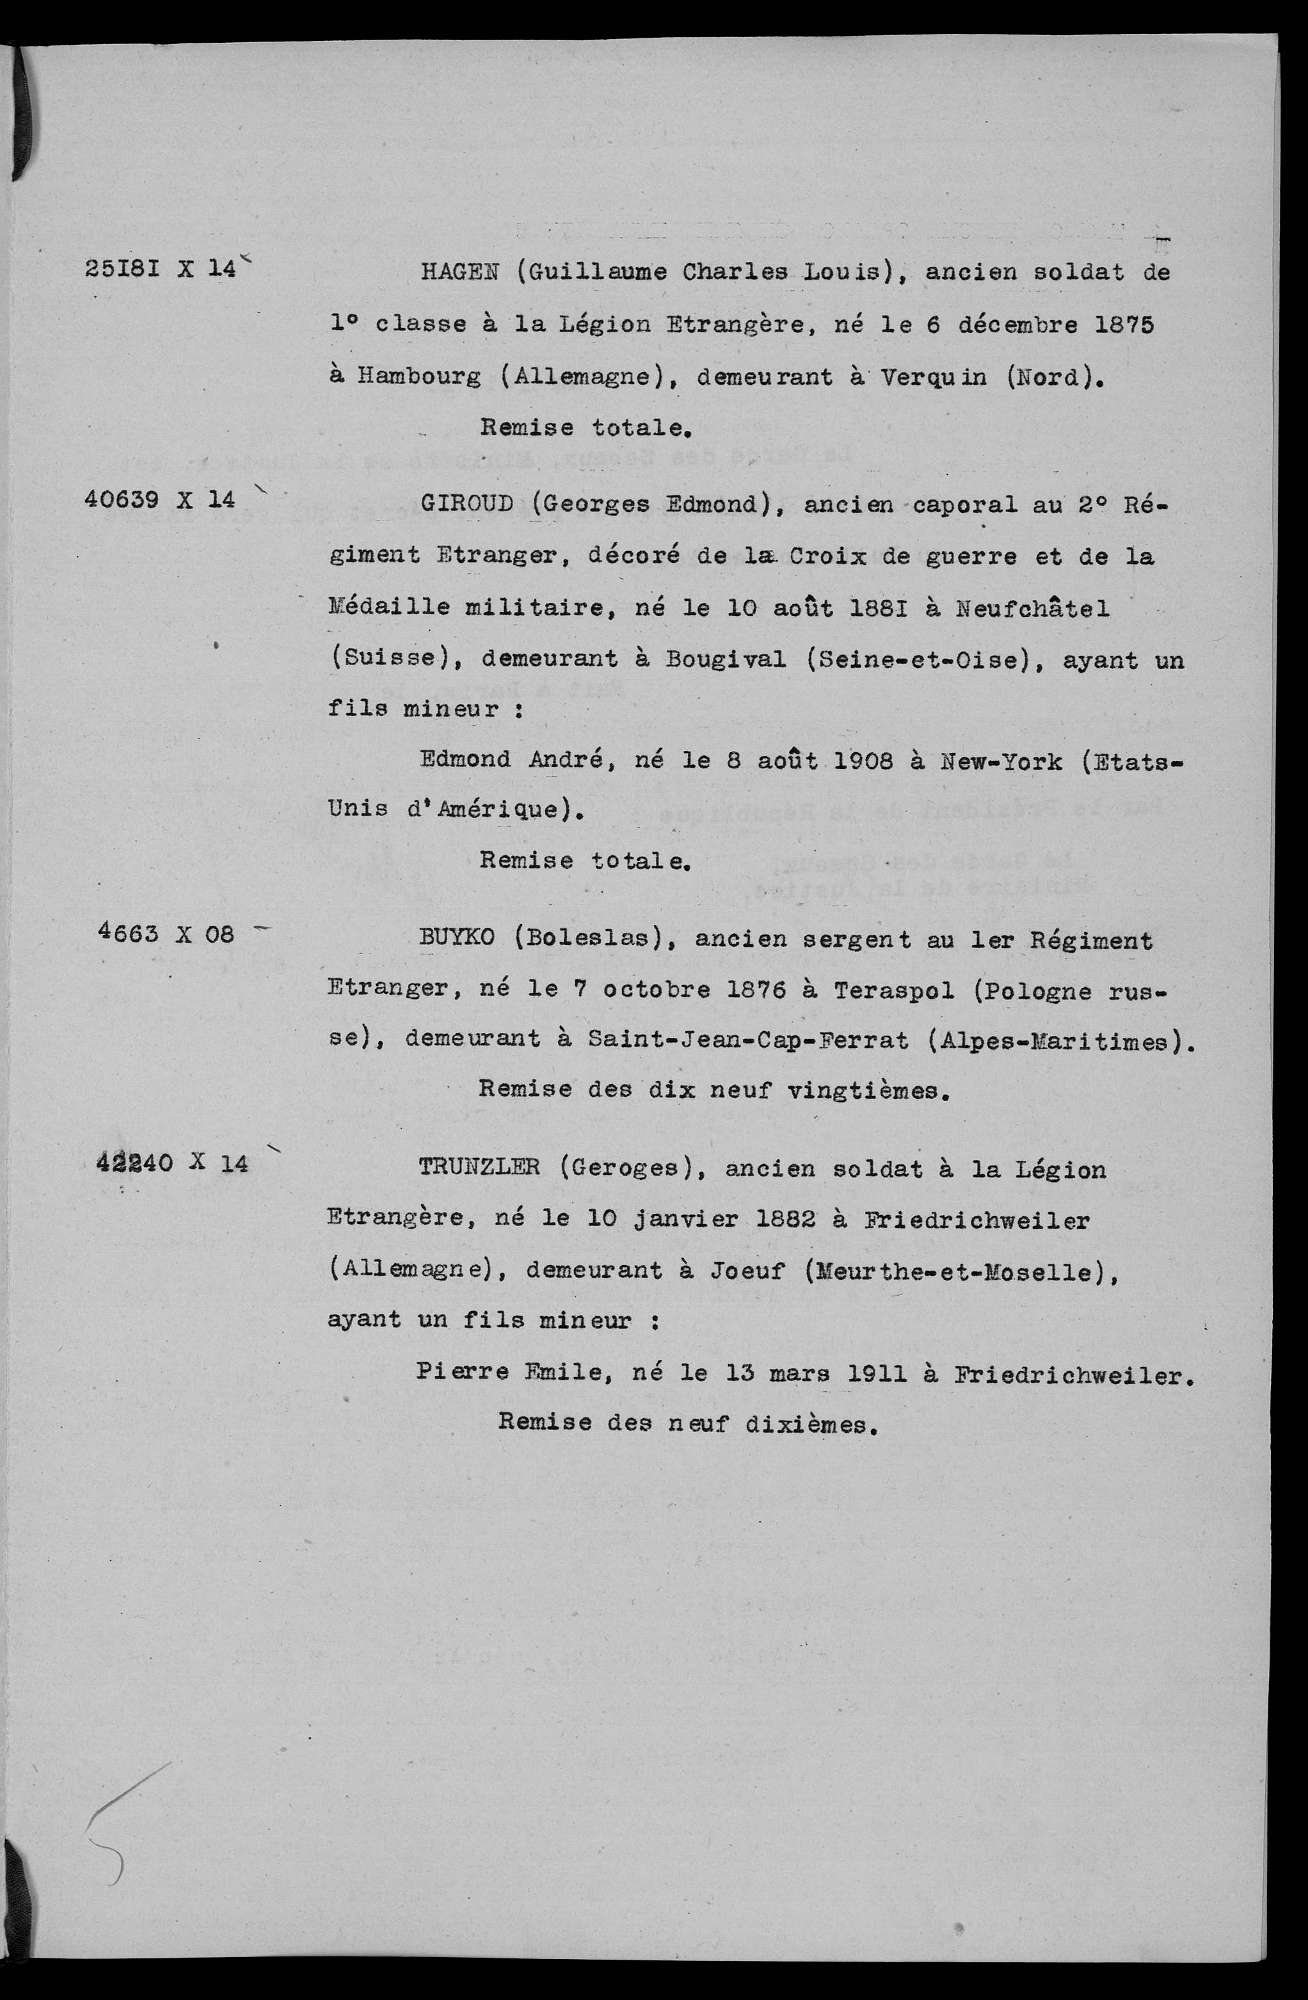 25I8I X 14 HAGEN (Guillaume Charles Louis), ancien soldat de
1° classe à la Légion Etrangère, né le 6 décembre 1875
à Hambourg (Allemagne), demeurant à Verquin (Nord).
Remise totale.
40639 X 14 GIROUD (Georges Edmond), ancien caporal au 2° Ré-
giment Etranger, décoré de la Croix de guerre et de la
Médaille militaire, né le 10 août 188I à Neufchâtel
(Suisse), demeurant à Bougival (Seine-et-Oise), ayant un
fils mineur :
Edmond André, né le 8 août 1908 à New-York (Etats-
Unis d'Amérique).
Remise totale.
4663 X 08 BUYKO (Boleslas), ancien sergent au 1er Régiment
Etranger, né le 7 octobre 1876 à Teraspol (Pologne rus-
se), demeurant à Saint-Jean-Cap-Ferrat (Alpes-Maritimes).
Remise des dix neuf vingtièmes.
42240 X 14 TRUNZLER (Geroges), ancien soldat à la Légion
Etrangère, né le 10 janvier 1882 à Friedrichweiler
(Allemagne), demeurant à Joeuf (Meurthe-et-Moselle),
ayant un fils mineur :
Pierre Emile, né le 13 mars 1911 à Friedrichweiler.
Remise des neuf dixièmes.
5